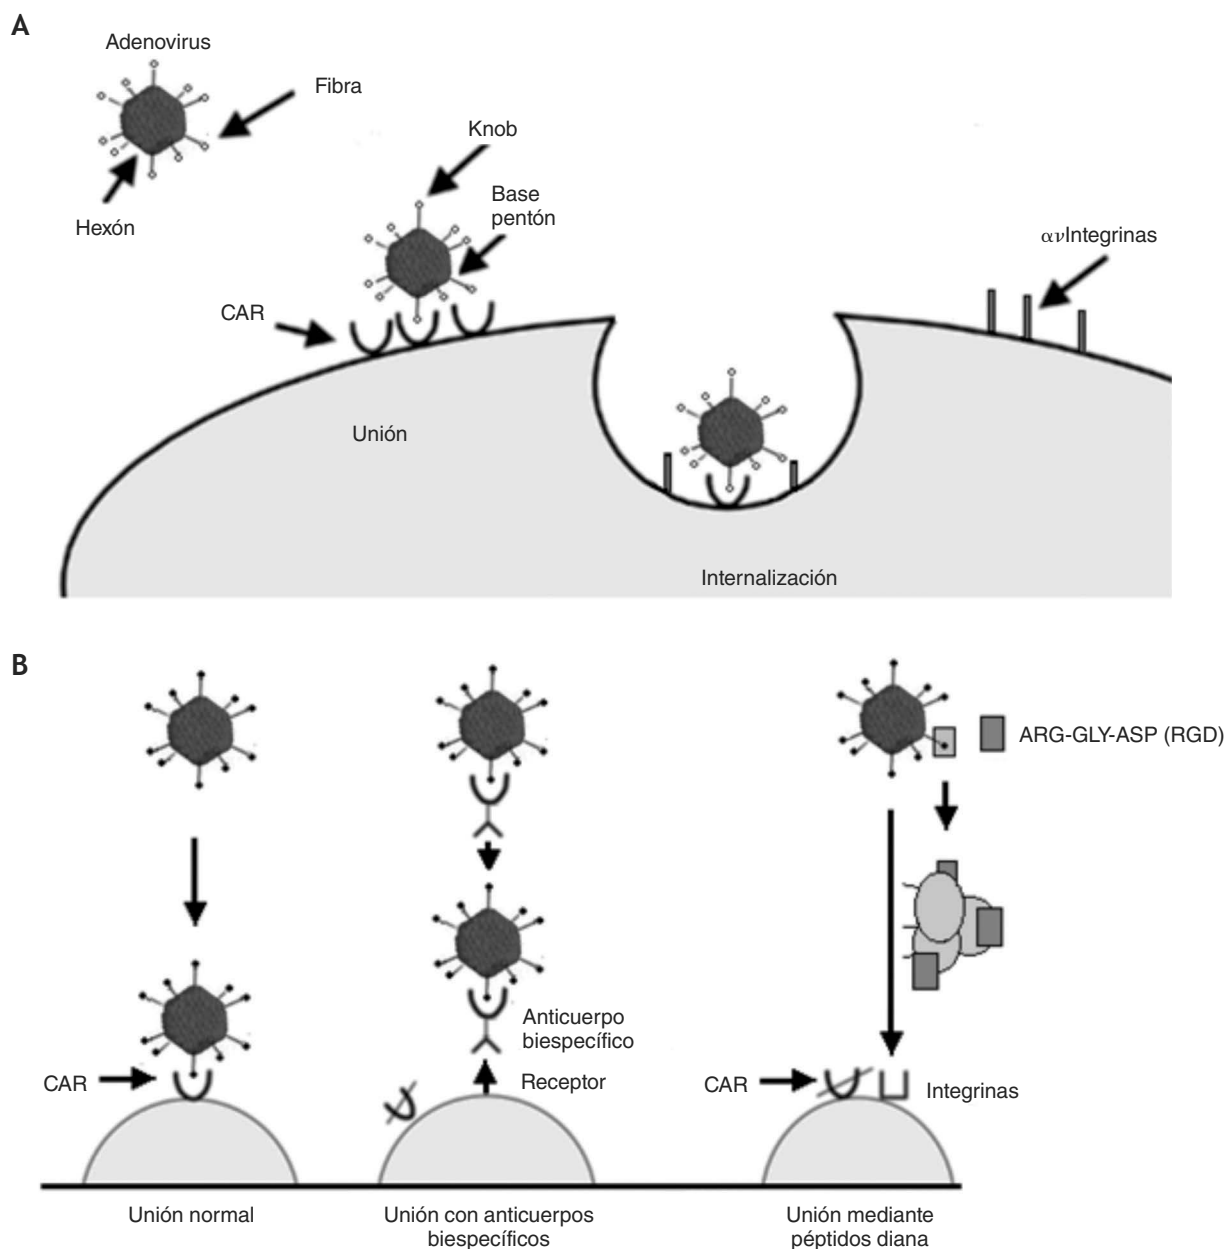 A
Adenovirus
Fibra
Knob
Hexón
Base
pentón
ανIntegrinas
CAR
Unión
Internalización
B
ARG-GLY-ASP (RGD)
Anticuerpo
biespecífico
CAR
Receptor
CAR
Integrinas
Unión normal
Unión con anticuerpos
biespecíficos
Unión mediante
péptidos diana